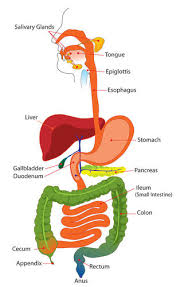 Salivary Glands
Tongue
Epiglottis
Esophagus
Liver
Stomach
Gallbladder
Duodenum
Pancreas
Ileum
(Small Intestine)
Colon
Cecum
Appendix
Rectum
Anus